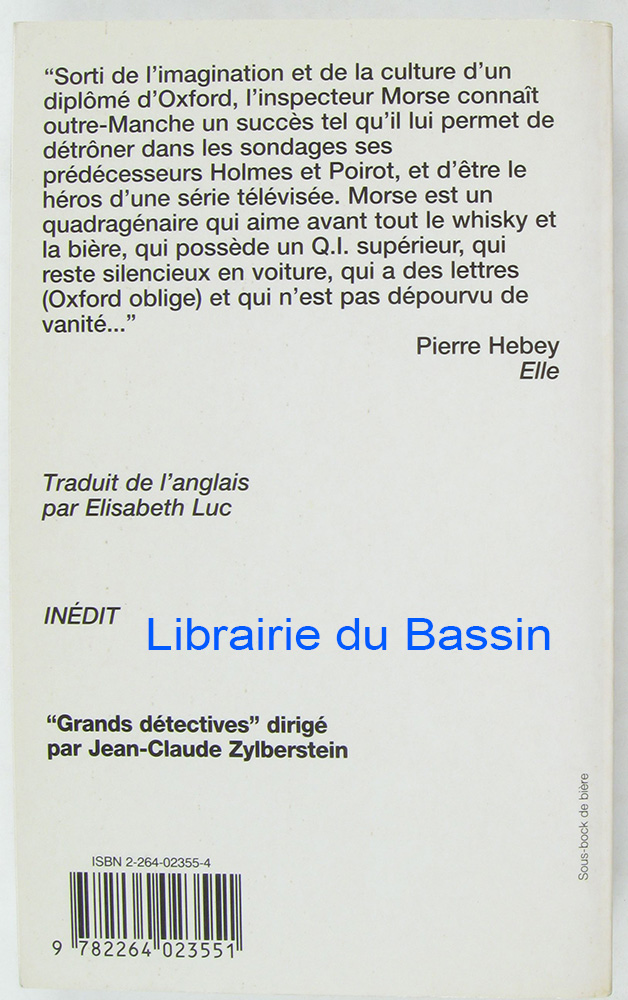 “Sorti de l’imagination et de la culture d’un
diplômé d’Oxford, l’inspecteur Morse connaît
outre-Manche un succès tel qu’il lui permet de
détrôner dans les sondages ses
prédécesseurs Holmes et Poirot, et d’être le
héros d’une série télévisée. Morse est un
quadragénaire qui aime avant tout le whisky et
la bière, qui possède un Q.I. supérieur, qui
reste silencieux en voiture, qui a des lettres
(Oxford oblige) et qui n’est pas dépourvu de
vanité...”
Pierre Hebey
Elle
Traduit de l’anglais
par Elisabeth Luc
INÉDIT
Librairie du Bassin
“Grands détectives” dirigé
par Jean-Claude Zylberstein
Sous-bock de bière
ISBN 2-264-02355-4
9 782264 023551